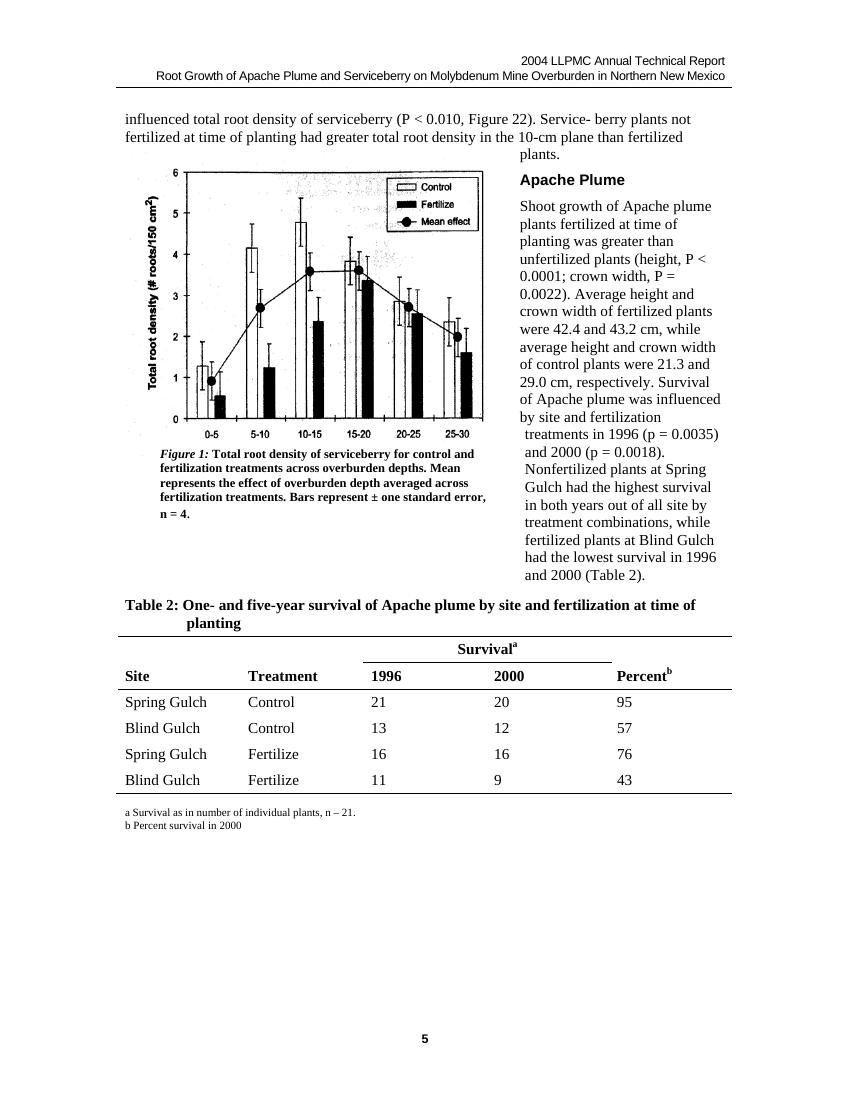 2004 LLPMC Annual Technical Report
Root Growth of Apache Plume and Serviceberry on Molybdenum Mine Overburden in Northern New Mexico
influenced total root density of serviceberry (P < 0.010, Figure 22). Service- berry plants not
fertilized at time of planting had greater total root density in the 10-cm plane than fertilized
plants.
Total root density (# roots/150 cm²)
6
5
4
3
2
1
0
Control
Fertilize
Mean effect
0-5 5-10 10-15 15-20 20-25 25-30
Figure 1: Total root density of serviceberry for control and
fertilization treatments across overburden depths. Mean
represents the effect of overburden depth averaged across
fertilization treatments. Bars represent ± one standard error,
n = 4.
Apache Plume
Shoot growth of Apache plume
plants fertilized at time of
planting was greater than
unfertilized plants (height, P <
0.0001; crown width, P =
0.0022). Average height and
crown width of fertilized plants
were 42.4 and 43.2 cm, while
average height and crown width
of control plants were 21.3 and
29.0 cm, respectively. Survival
of Apache plume was influenced
by site and fertilization
treatments in 1996 (p = 0.0035)
and 2000 (p = 0.0018).
Nonfertilized plants at Spring
Gulch had the highest survival
in both years out of all site by
treatment combinations, while
fertilized plants at Blind Gulch
had the lowest survival in 1996
and 2000 (Table 2).
Table 2: One- and five-year survival of Apache plume by site and fertilization at time of
planting
Survivalᵃ
Site Treatment 1996 2000 Percentᵇ
Spring Gulch Control 21 20 95
Blind Gulch Control 13 12 57
Spring Gulch Fertilize 16 16 76
Blind Gulch Fertilize 11 9 43
a Survival as in number of individual plants, n – 21.
b Percent survival in 2000
5